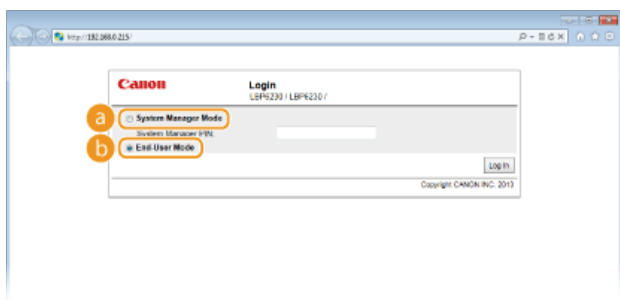 http://192.168.0.215/
Canon
Login
LBP6230 / LBP6230 /
a
System Manager Mode
System Manager PIN:
b
End-User Mode
Log In
Copyright CANON INC. 2013